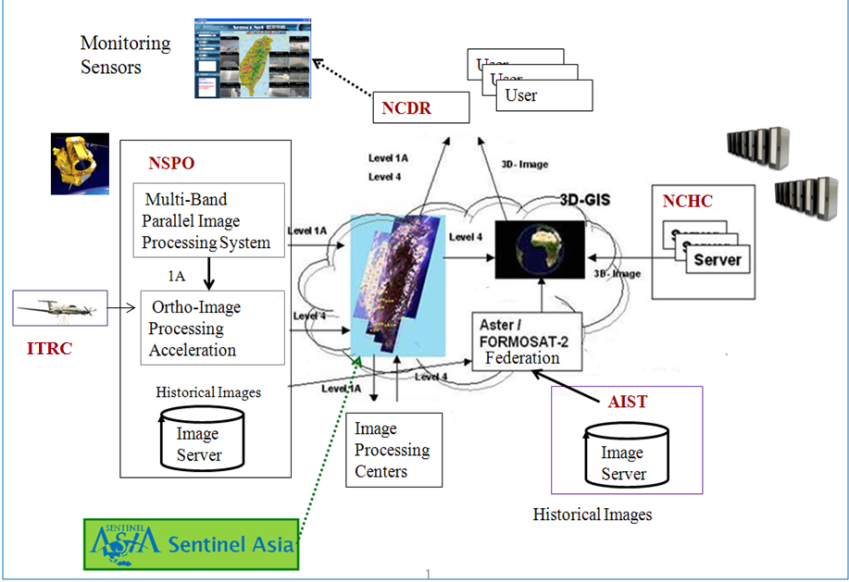 Monitoring
Sensors
User
User
User
NCDR
NSPO
Multi-Band
Parallel Image
Processing System
1A
Ortho-Image
Processing
Acceleration
Historical Images
Image
Server
ITRC
Level 1A
Level 4
3D- Image
3D-GIS
Level 1A
Level 4
Level 4
3D- Image
NCHC
Server
Server
Server
Aster /
FORMOSAT-2
Federation
Level 1A
Level 4
Image
Processing
Centers
AIST
Image
Server
Historical Images
SENTINEL
ASIA
Sentinel Asia
1